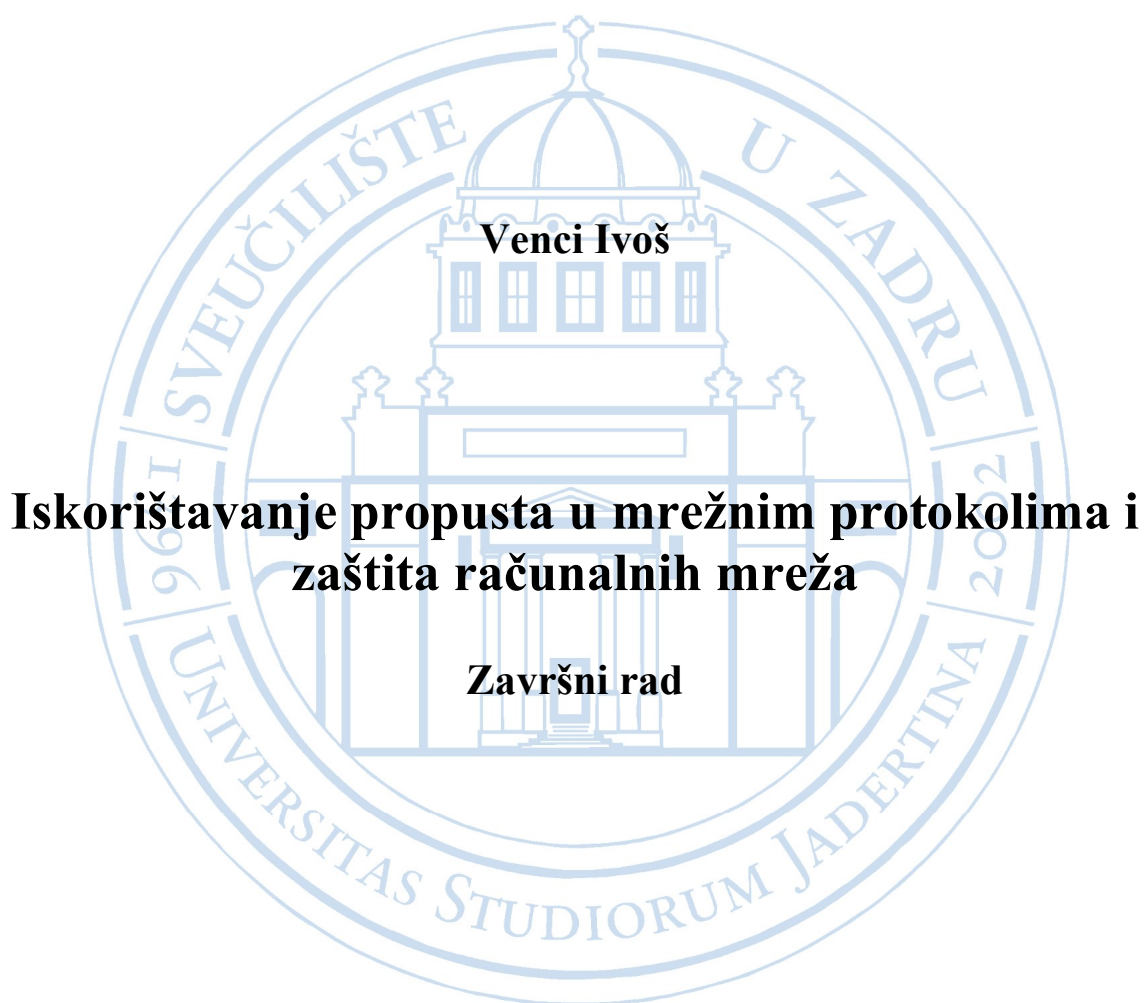 SVEUČILIŠTE U ZADRU
Venci Ivoš
Iskorištavanje propusta u mrežnim protokolima i
zaštita računalnih mreža
Završni rad
1396
2002
UNIVERSITAS STUDIORUM JADERTINA